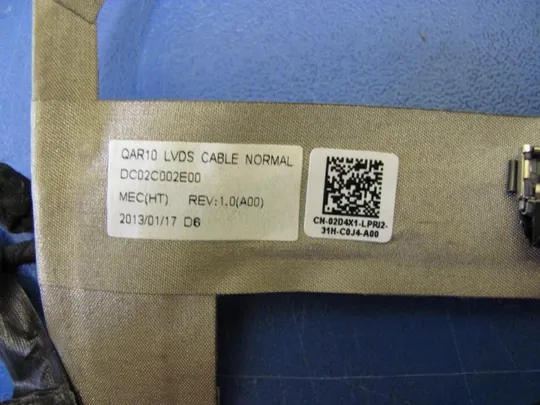 QAR10 LVDS CABLE NORMAL
DC02C002E00
MEC(HT) REV:1.0(A00)
2013/01/17 D6
CN-02D4X1-LPRI2-
31H-C0J4-A00